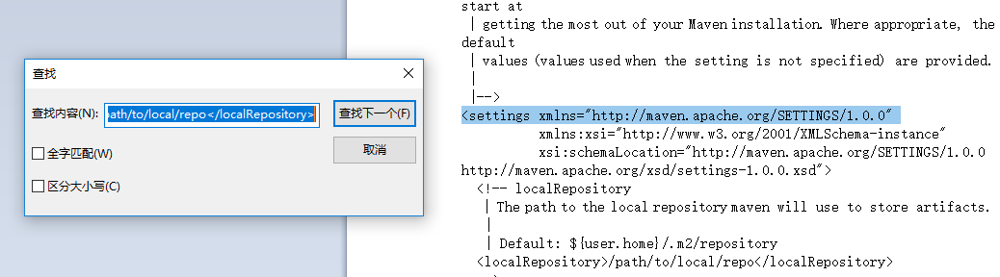 start at
| getting the most out of your Maven installation. Where appropriate, the
default
| values (values used when the setting is not specified) are provided.
|
|-->
<settings xmlns="http://maven.apache.org/SETTINGS/1.0.0"
xmlns:xsi="http://www.w3.org/2001/XMLSchema-instance"
xsi:schemaLocation="http://maven.apache.org/SETTINGS/1.0.0
http://maven.apache.org/xsd/settings-1.0.0.xsd">
<!-- localRepository
| The path to the local repository maven will use to store artifacts.
|
| Default: ${user.home}/.m2/repository
<localRepository>/path/to/local/repo</localRepository>
查找
查找内容(N):
path/to/local/repo</localRepository>
查找下一个(F)
全字匹配(W)
取消
区分大小写(C)